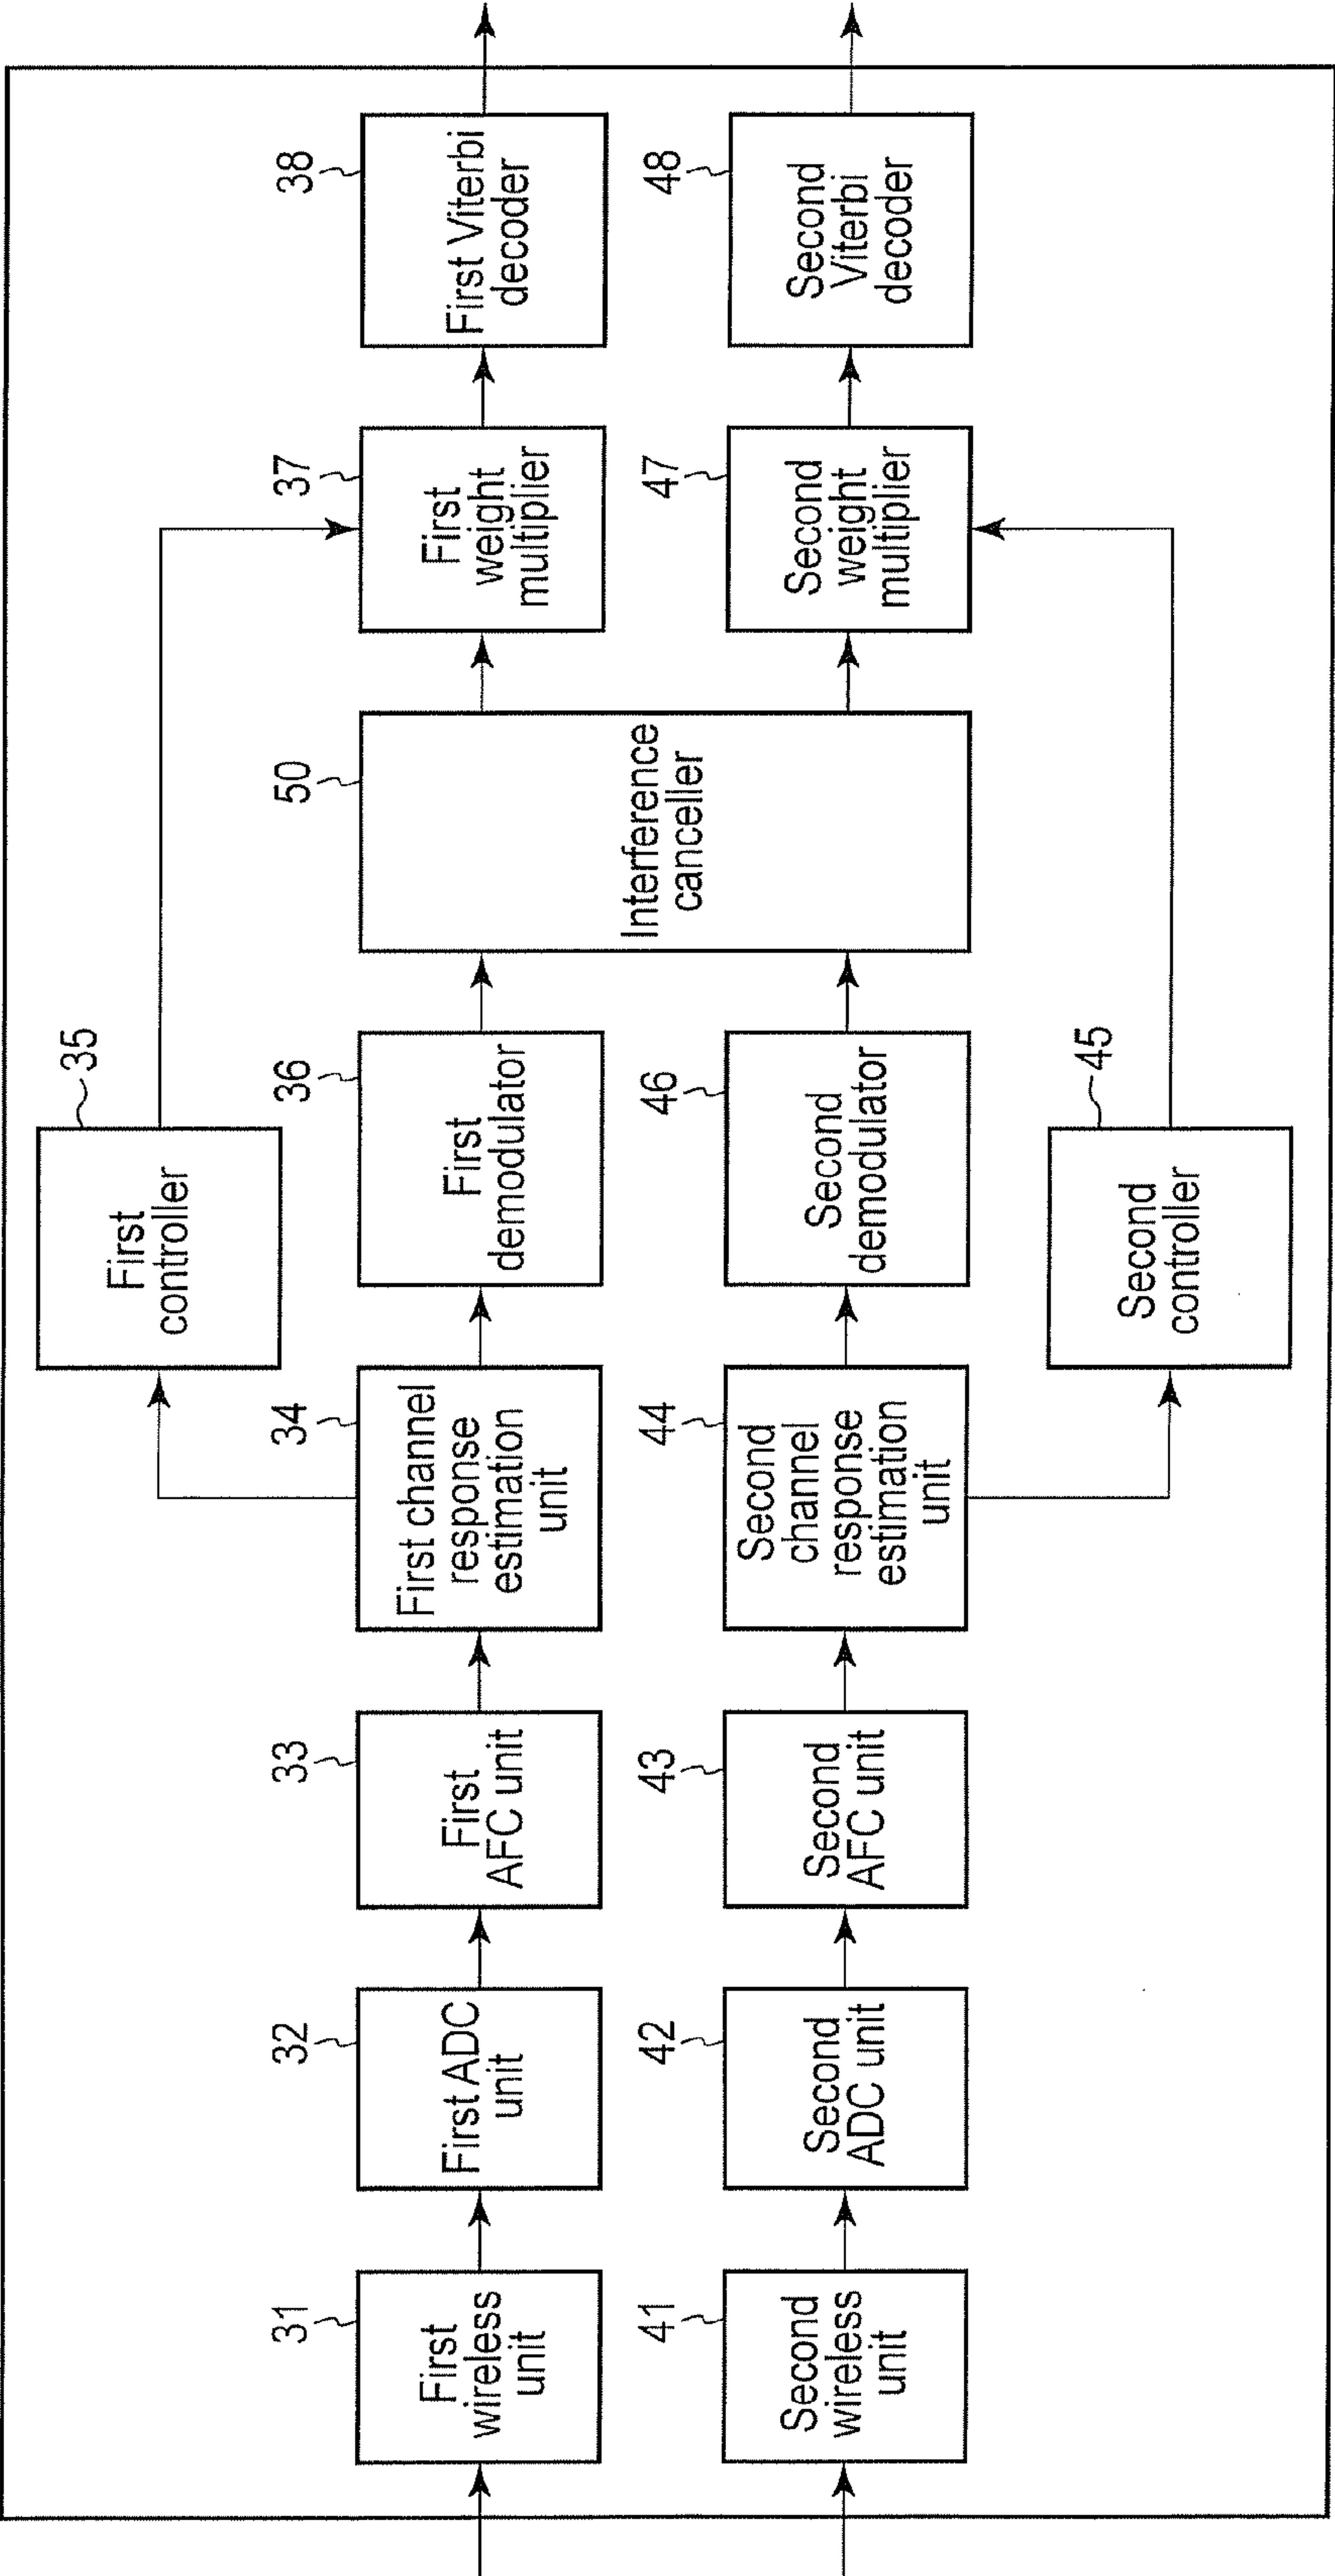 35
First
controller
31
First
wireless
unit
32
First ADC
unit
33
First
AFC unit
34
First channel
response
estimation
unit
36
First
demodulator
50
Interference
canceller
37
First
weight
multiplier
38
First Viterbi
decoder
41
Second
wireless
unit
42
Second
ADC unit
43
Second
AFC unit
44
Second
channel
response
estimation
unit
46
Second
demodulator
47
Second
weight
multiplier
48
Second
Viterbi
decoder
45
Second
controller